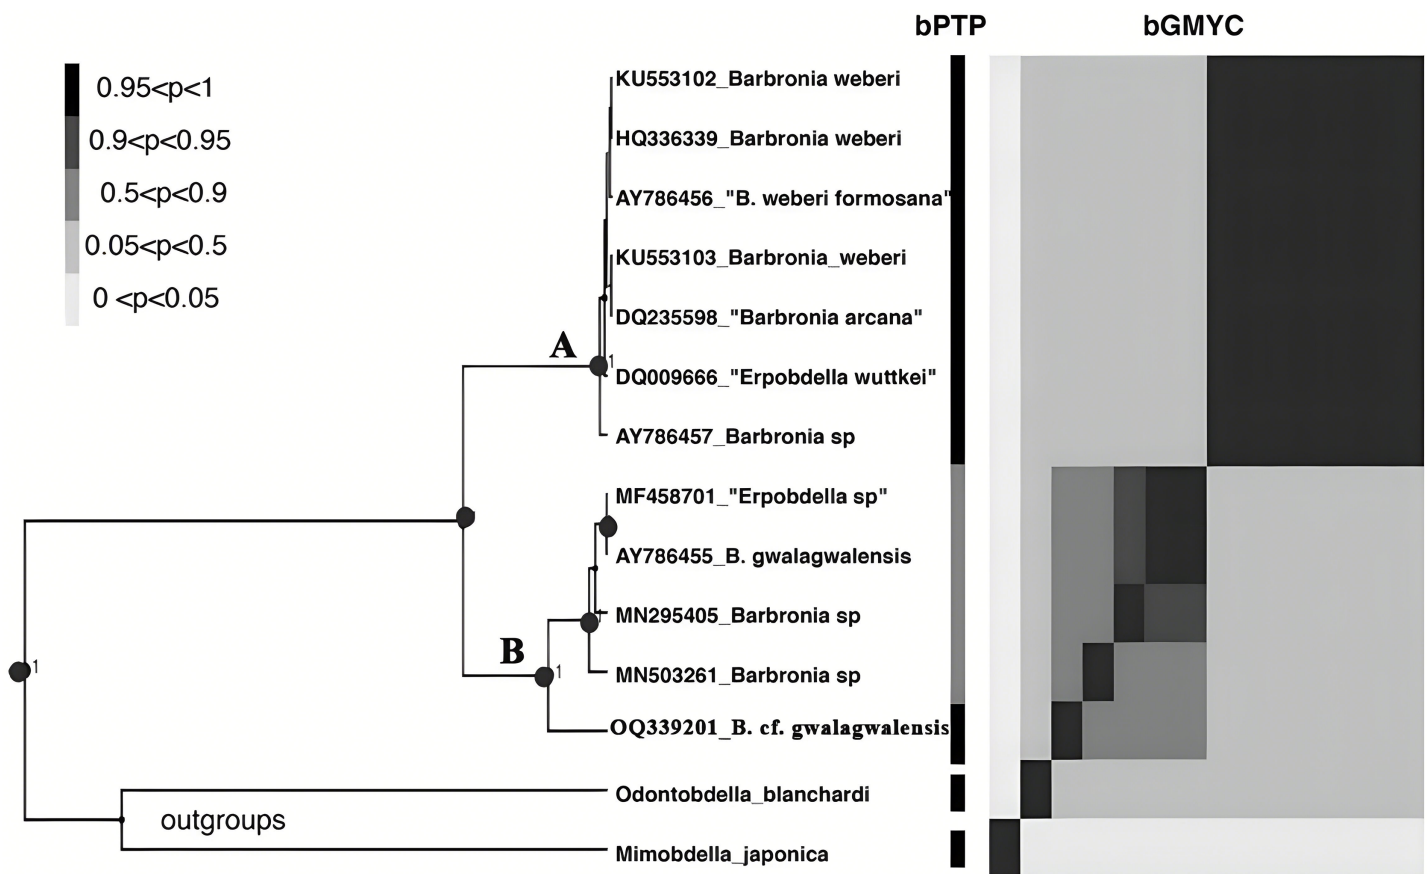 bPTP bGMYC
0.95<p<1
0.9<p<0.95
0.5<p<0.9
0.05<p<0.5
0 <p<0.05
KU553102_Barbronia weberi
HQ336339_Barbronia weberi
AY786456_"B. weberi formosana"
KU553103_Barbronia_weberi
DQ235598_"Barbronia arcana"
A
1
DQ009666_"Erpobdella wuttkei"
AY786457_Barbronia sp
MF458701_"Erpobdella sp"
AY786455_B. gwalagwalensis
MN295405_Barbronia sp
B
1
1
MN503261_Barbronia sp
OQ339201_B. cf. gwalagwalensis
Odontobdella_blanchardi
outgroups
Mimobdella_japonica